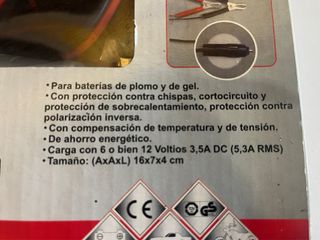 · Para baterías de plomo y de gel.
· Con protección contra chispas, cortocircuito y
protección de sobrecalentamiento, protección contra
polarización inversa.
· Con compensación de temperatura y de tensión.
· De ahorro energético.
· Carga con 6 o bien 12 Voltios 3,5A DC (5,3A RMS)
· Tamaño: (AxAxL) 16x7x4 cm
CE GS